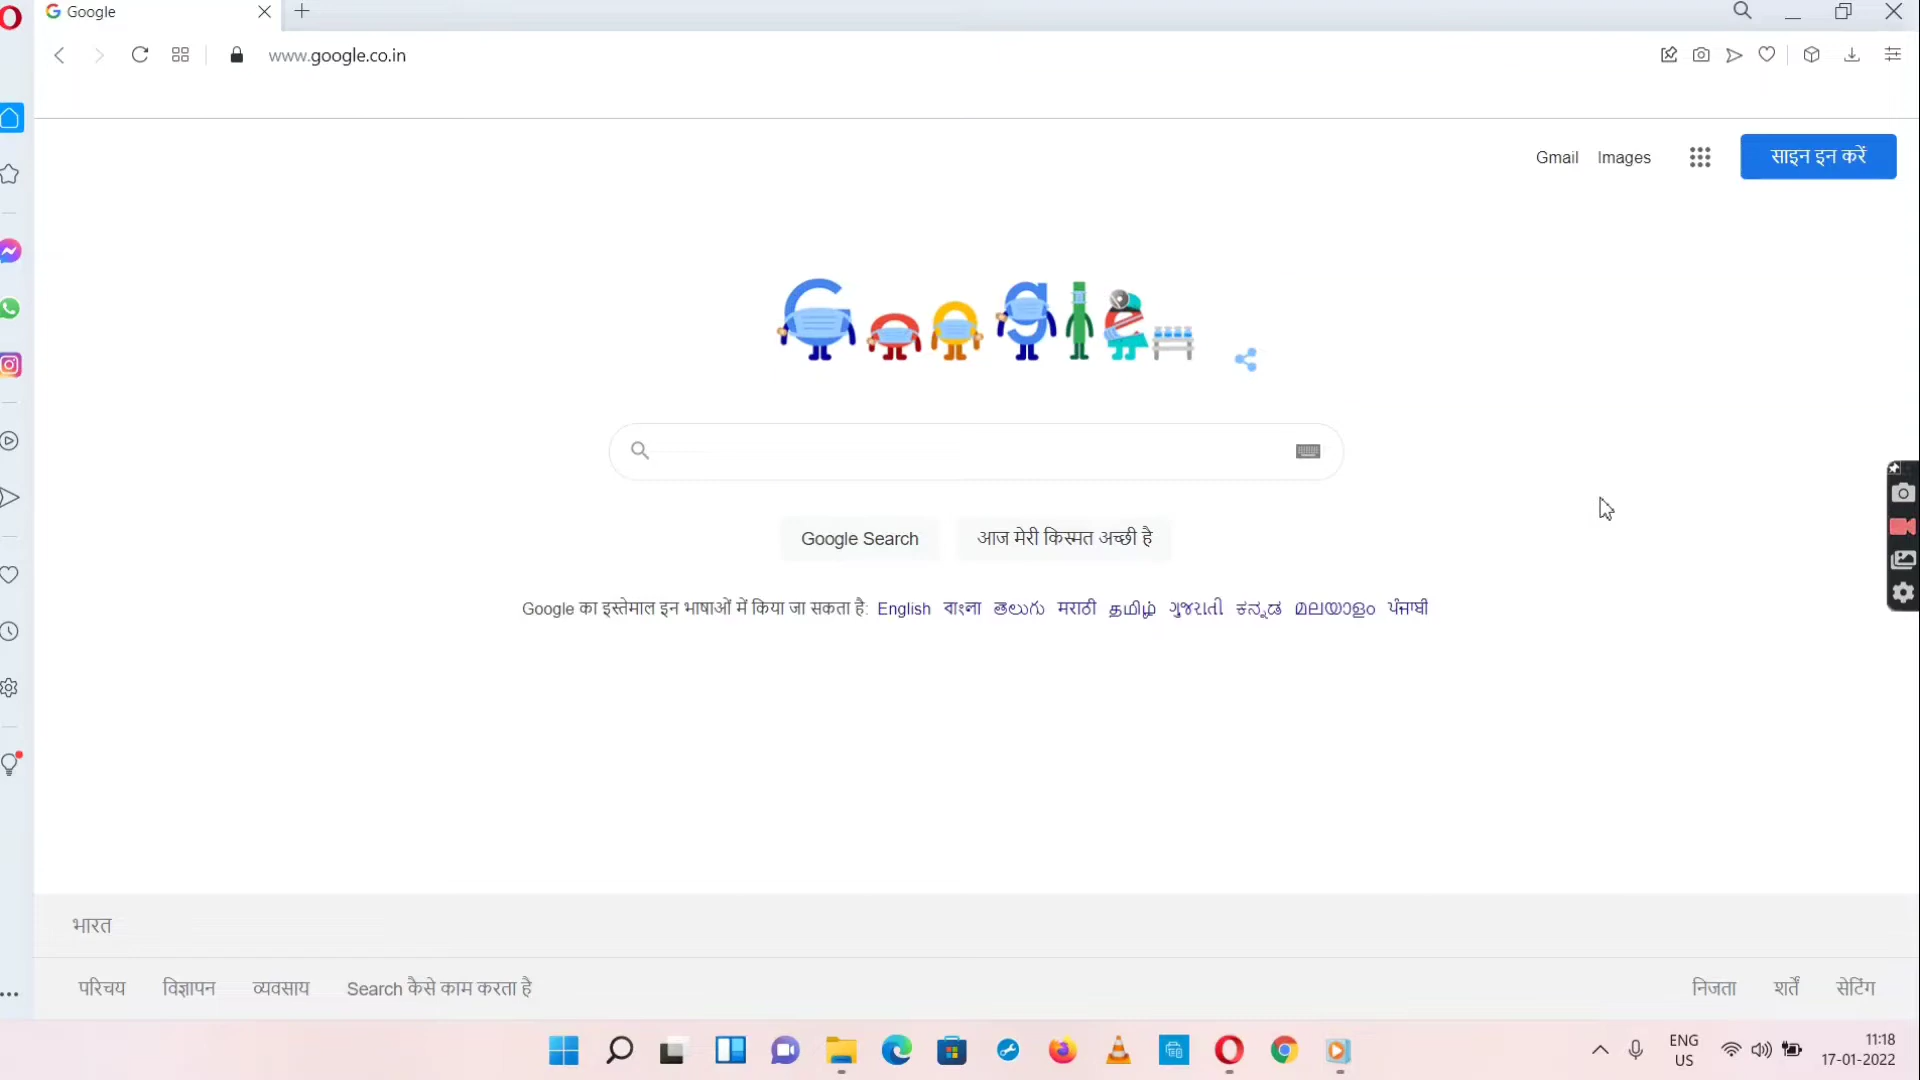 Google
www.google.co.in
Gmail Images साइन इन करें
Google
Google Search आज मेरी किस्मत अच्छी है
Google का इस्तेमाल इन भाषाओं में किया जा सकता है: English বাংলা తెలుగు मराठी தமிழ் ગુજરાતી ಕನ್ನಡ മലയാളം ਪੰਜਾਬੀ
भारत
परिचय विज्ञापन व्यवसाय Search कैसे काम करता है निजता शर्तें सेटिंग
ENG 11:18
US 17-01-2022